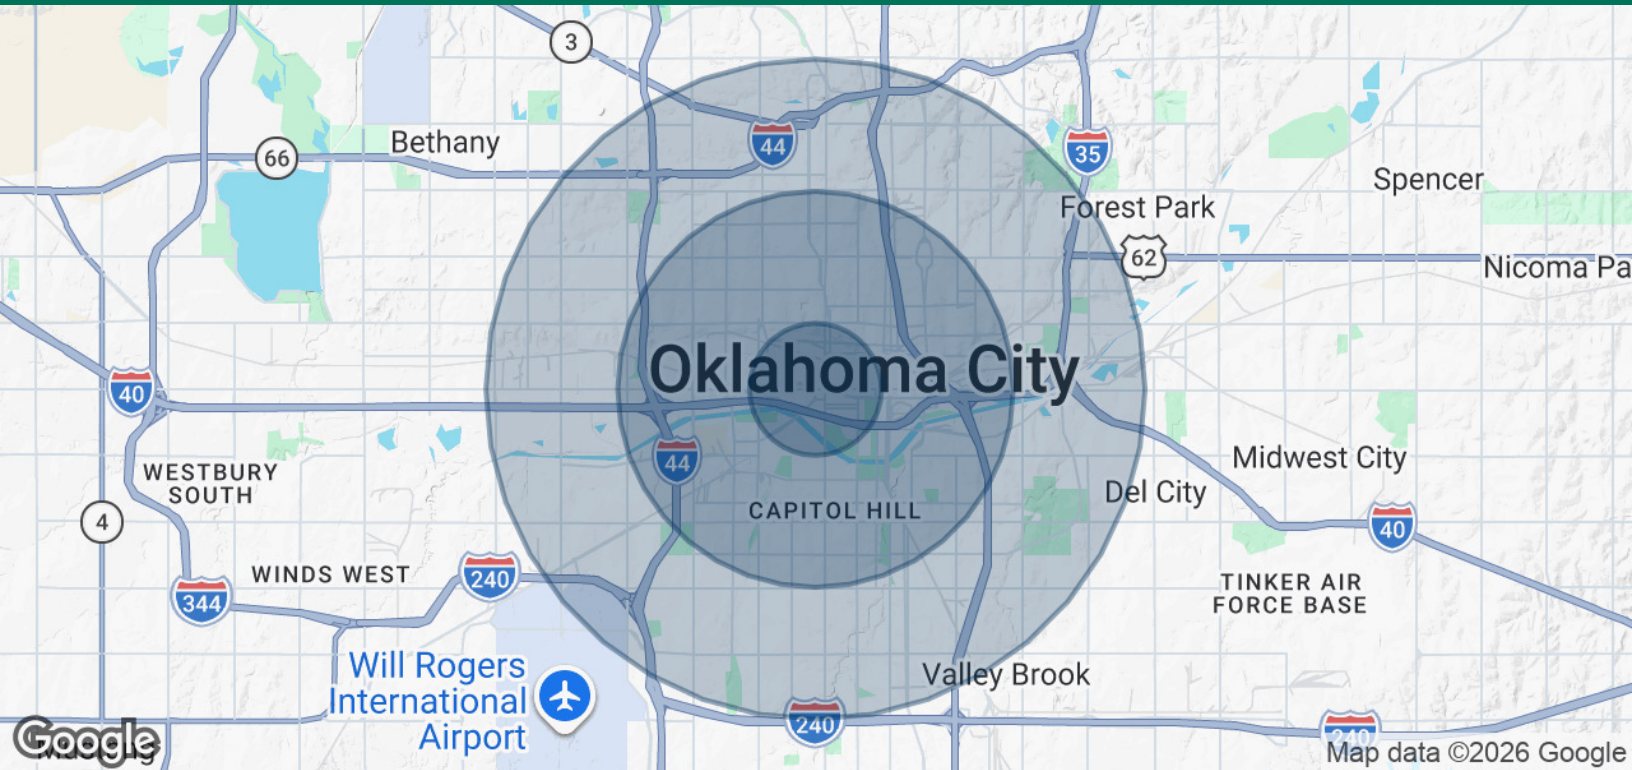 3
44
35
Bethany
66
Spencer
Forest Park
62
Nicoma Pa
Oklahoma City
40
44
Midwest City
WESTBURY
SOUTH
Del City
CAPITOL HILL
4
40
WINDS WEST
240
TINKER AIR
FORCE BASE
344
Will Rogers
International
Airport
Valley Brook
240
240
Google
Mustang
Map data ©2026 Google